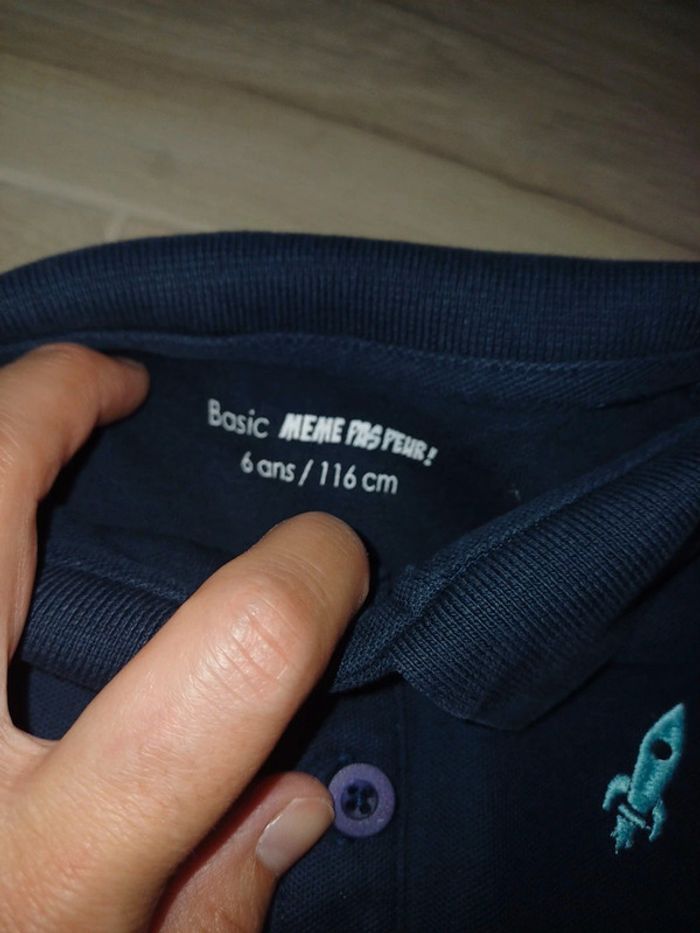 Basic MEME PAS PEUR!
6 ans / 116 cm